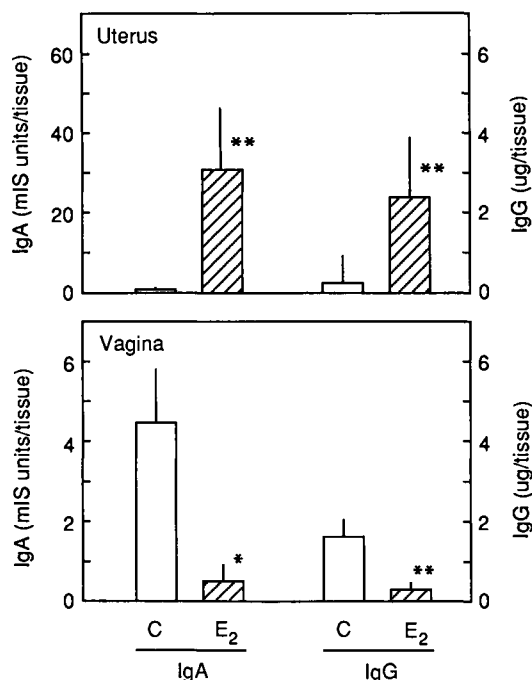 Uterus
IgA (mIS units/tissue)
60
40
20
0
**
**
6
4
2
0
IgG (ug/tissue)
Vagina
IgA (mIS units/tissue)
6
4
2
0
*
**
6
4
2
0
IgG (ug/tissue)
C E₂ C E₂
IgA IgG